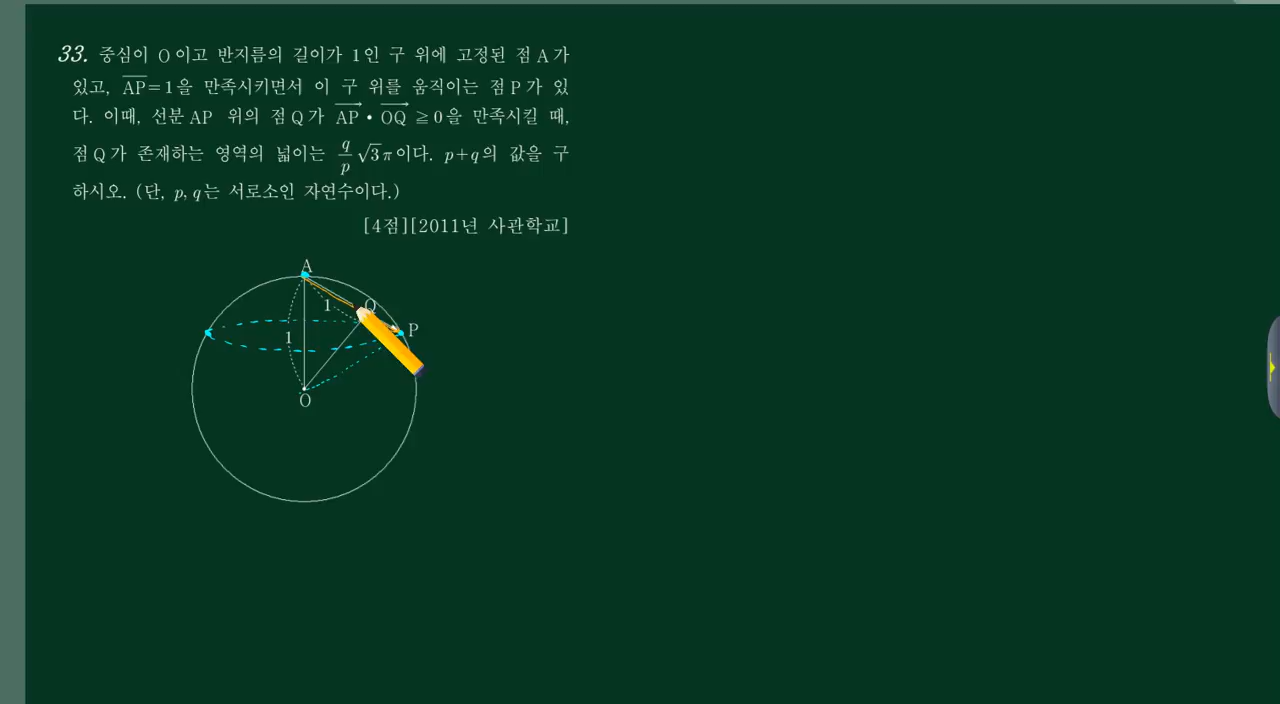 33. 중심이 O이고 반지름의 길이가 1인 구 위에 고정된 점 A가
있고, \overline{AP}=1을 만족시키면서 이 구 위를 움직이는 점 P가 있
다. 이때, 선분 AP 위의 점 Q가 \overrightarrow{AP} • \overrightarrow{OQ} ≧0을 만족시킬 때,
점 Q가 존재하는 영역의 넓이는 \frac{q}{p}√3π이다. p+q의 값을 구
하시오. (단, p, q는 서로소인 자연수이다.)
[4점][2011년 사관학교]
A
1
Q
P
1
O